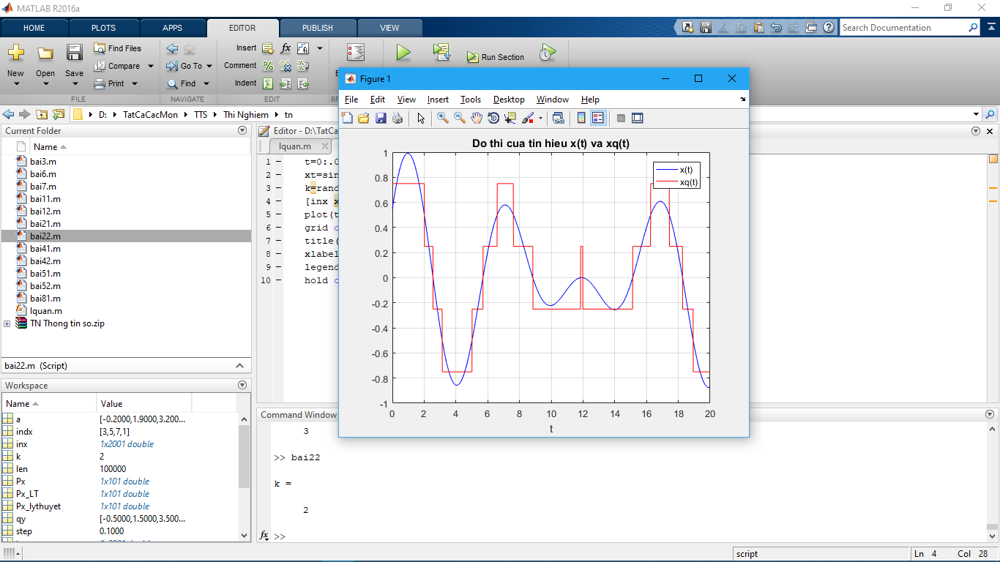 MATLAB R2016a
HOME PLOTS APPS EDITOR PUBLISH VIEW
Search Documentation
New Open Save
Find Files
Compare
Print
Go To
Find
Insert
Comment
Indent
fx
Run Section
FILE NAVIGATE EDIT
D: TatCaCacMon TTS Thi Nghiem tn
Current Folder
Name
bai3.m
bai6.m
bai7.m
bai11.m
bai12.m
bai21.m
bai22.m
bai41.m
bai42.m
bai51.m
bai52.m
bai81.m
lquan.m
TN Thong tin so.zip
bai22.m (Script)
Workspace
Name Value
a [-0.2000,1.9000,3.200...
indx [3,5,7,1]
inx 1x2001 double
k 2
len 100000
Px 1x101 double
Px_LT 1x101 double
Px_lythuyet 1x101 double
qy [-0.5000,1.5000,3.500...
step 0.1000
Editor - D:\TatC
lquan.m
1 t=0:.0
2 xt=sin
3 k=rand
4 [inx x
5 plot(t
6 grid o
7 title(
8 xlabel
9 legend
10 hold o
Figure 1
File Edit View Insert Tools Desktop Window Help
Do thi cua tin hieu x(t) va xq(t)
x(t)
xq(t)
1
0.8
0.6
0.4
0.2
0
-0.2
-0.4
-0.6
-0.8
-1
0 2 4 6 8 10 12 14 16 18 20
t
Command Window
3
>> bai22
k =
2
fx >>
script
Ln 4 Col 28